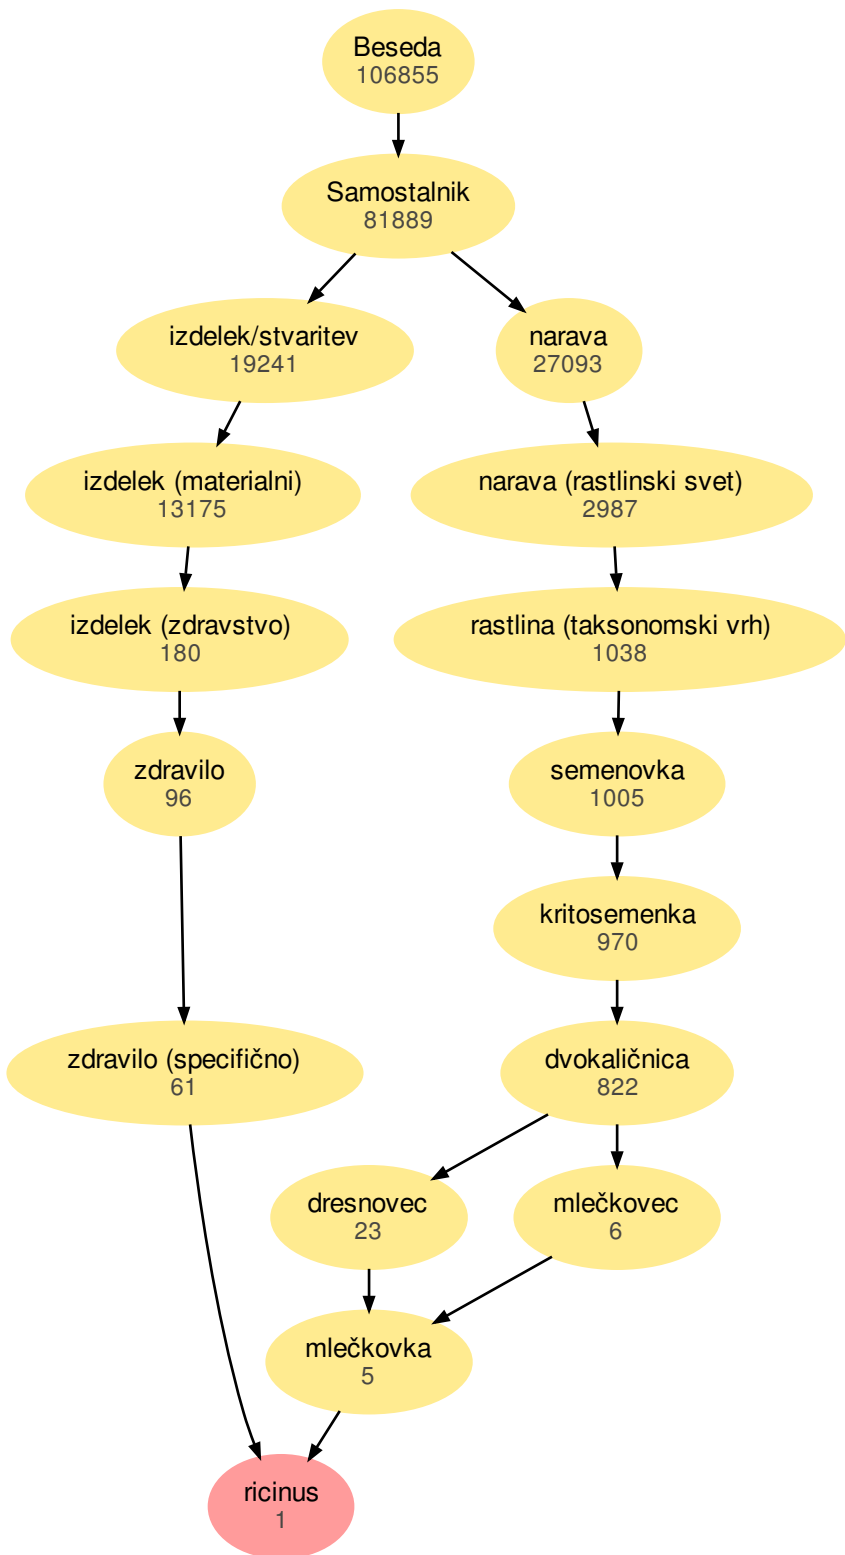 Beseda
106855
Samostalnik
81889
izdelek/stvaritev
19241
narava
27093
izdelek (materialni)
13175
narava (rastlinski svet)
2987
izdelek (zdravstvo)
180
rastlina (taksonomski vrh)
1038
zdravilo
96
semenovka
1005
kritosemenka
970
zdravilo (specifično)
61
dvokaličnica
822
dresnovec
23
mlečkovec
6
mlečkovka
5
ricinus
1